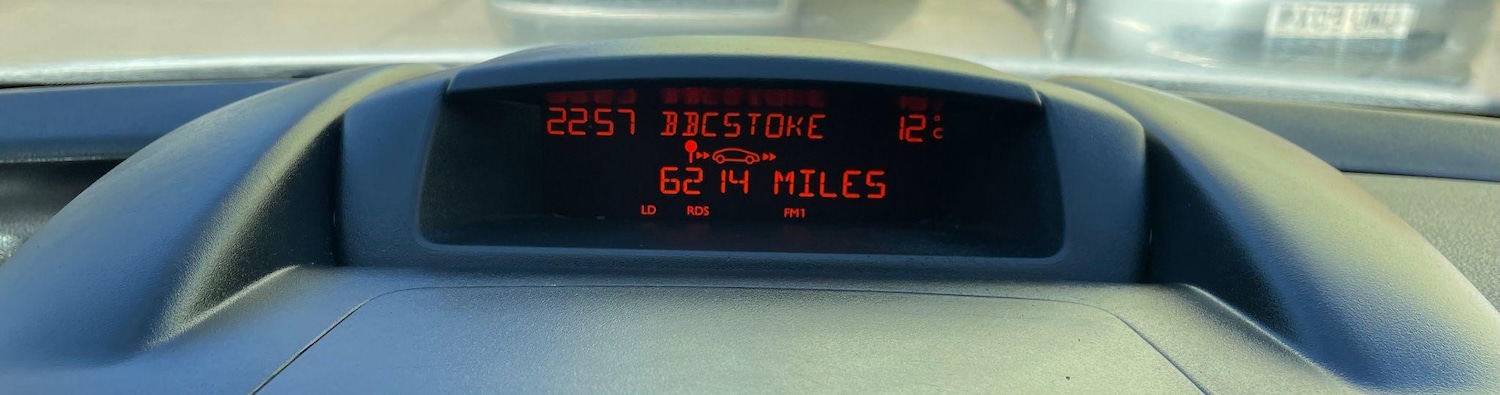 22:57 BBCSTOKE 12°C
6214 MILES
LD RDS FM1